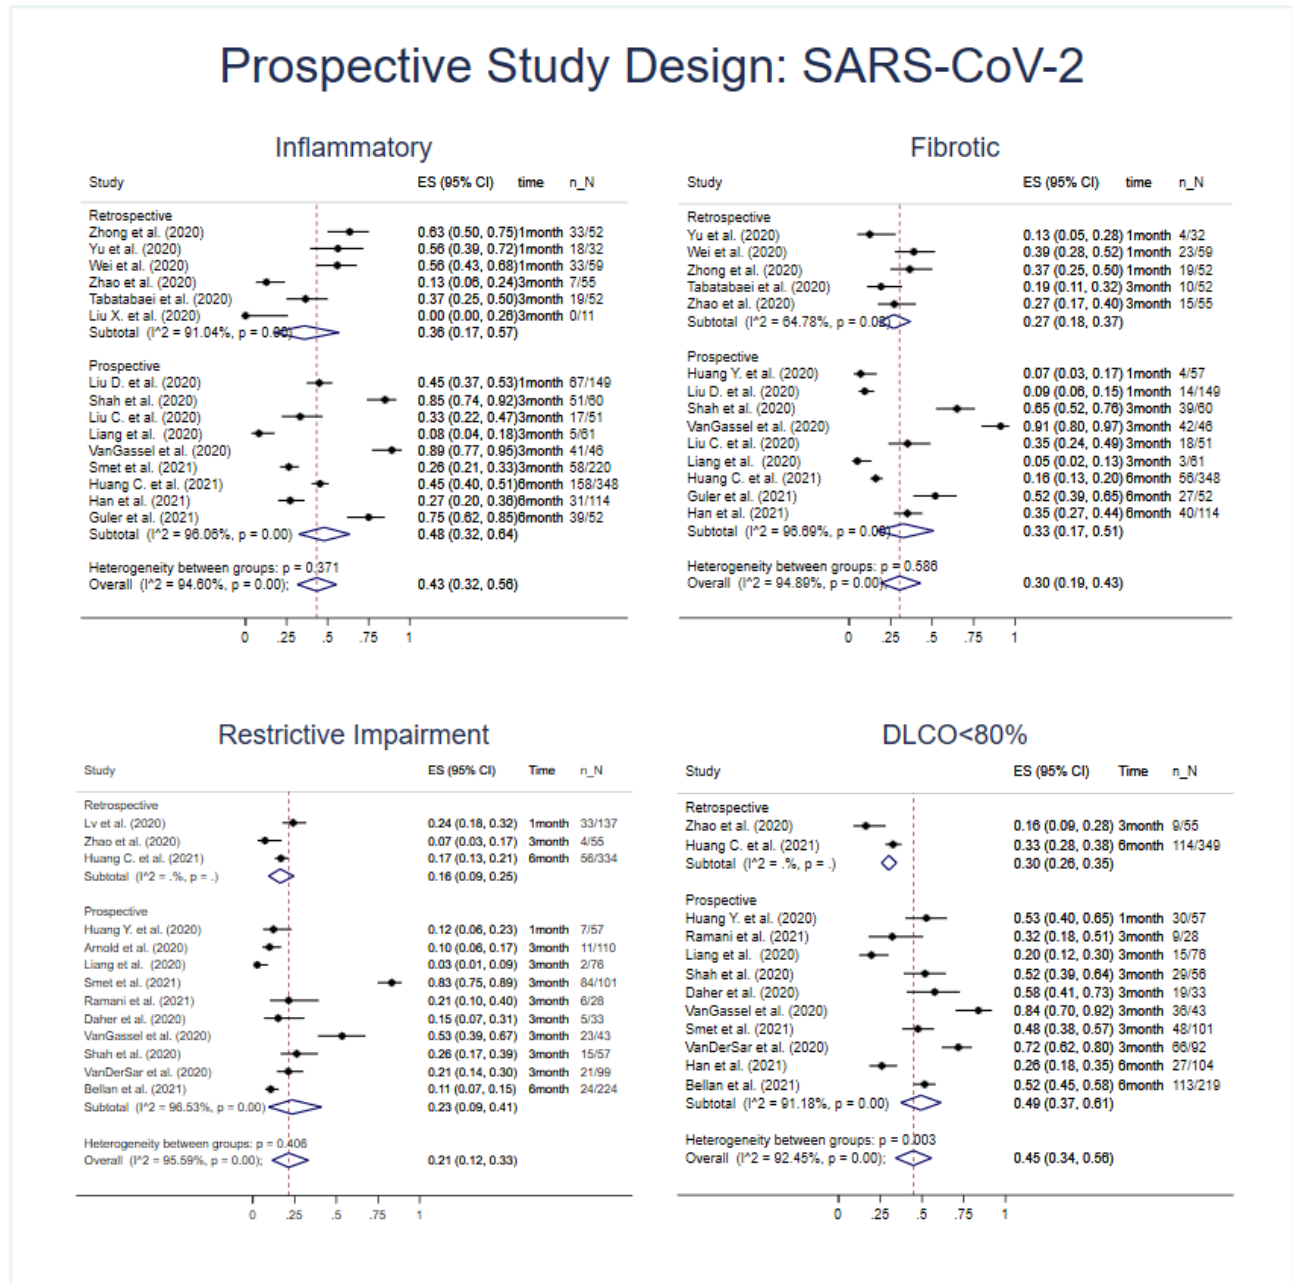 Prospective Study Design: SARS-CoV-2
Inflammatory
Study ES (95% CI) time n_N
Retrospective
Zhong et al. (2020) 0.63 (0.50, 0.75) 1month 33/52
Yu et al. (2020) 0.56 (0.39, 0.72) 1month 18/32
Wei et al. (2020) 0.56 (0.43, 0.68) 1month 33/59
Zhao et al. (2020) 0.13 (0.06, 0.24) 3month 7/55
Tabatabaei et al. (2020) 0.37 (0.25, 0.50) 3month 19/52
Liu X. et al. (2020) 0.00 (0.00, 0.26) 3month 0/11
Subtotal (I^2 = 91.04%, p = 0.00) 0.36 (0.17, 0.57)
Prospective
Liu D. et al. (2020) 0.45 (0.37, 0.53) 1month 67/149
Shah et al. (2020) 0.85 (0.74, 0.92) 3month 51/60
Liu C. et al. (2020) 0.33 (0.22, 0.47) 3month 17/51
Liang et al. (2020) 0.08 (0.04, 0.18) 3month 5/61
VanGassel et al. (2020) 0.89 (0.77, 0.95) 3month 41/46
Smet et al. (2021) 0.26 (0.21, 0.33) 3month 58/220
Huang C. et al. (2021) 0.45 (0.40, 0.51) 6month 158/348
Han et al. (2021) 0.27 (0.20, 0.36) 6month 31/114
Guler et al. (2021) 0.75 (0.62, 0.85) 6month 39/52
Subtotal (I^2 = 96.06%, p = 0.00) 0.48 (0.32, 0.64)
Heterogeneity between groups: p = 0.371
Overall (I^2 = 94.60%, p = 0.00); 0.43 (0.32, 0.56)
0 .25 .5 .75 1
Fibrotic
Study ES (95% CI) time n_N
Retrospective
Yu et al. (2020) 0.13 (0.05, 0.28) 1month 4/32
Wei et al. (2020) 0.39 (0.28, 0.52) 1month 23/59
Zhong et al. (2020) 0.37 (0.25, 0.50) 1month 19/52
Tabatabaei et al. (2020) 0.19 (0.11, 0.32) 3month 10/52
Zhao et al. (2020) 0.27 (0.17, 0.40) 3month 15/55
Subtotal (I^2 = 64.78%, p = 0.27 (0.18, 0.37)
Prospective
Huang Y. et al. (2020) 0.07 (0.03, 0.17) 1month 4/57
Liu D. et al. (2020) 0.09 (0.06, 0.15) 1month 14/149
Shah et al. (2020) 0.65 (0.52, 0.76) 3month 39/60
VanGassel et al. (2020) 0.91 (0.80, 0.97) 3month 42/46
Liu C. et al. (2020) 0.35 (0.24, 0.49) 3month 18/51
Liang et al. (2020) 0.05 (0.02, 0.13) 3month 3/61
Huang C. et al. (2021) 0.16 (0.13, 0.20) 6month 56/348
Guler et al. (2021) 0.52 (0.39, 0.65) 6month 27/52
Han et al. (2021) 0.35 (0.27, 0.44) 6month 40/114
Subtotal (I^2 = 96.69%, p = 0.00) 0.33 (0.17, 0.51)
Heterogeneity between groups: p = 0.586
Overall (I^2 = 94.89%, p = 0.00); 0.30 (0.19, 0.43)
0 .25 .5 .75 1
Restrictive Impairment
Study ES (95% CI) Time n_N
Retrospective
Lv et al. (2020) 0.24 (0.18, 0.32) 1month 33/137
Zhao et al. (2020) 0.07 (0.03, 0.17) 3month 4/55
Huang C. et al. (2021) 0.17 (0.13, 0.21) 6month 56/334
Subtotal (I^2 = .%, p = .) 0.16 (0.09, 0.25)
Prospective
Huang Y. et al. (2020) 0.12 (0.06, 0.23) 1month 7/57
Arnold et al. (2020) 0.10 (0.06, 0.17) 3month 11/110
Liang et al. (2020) 0.03 (0.01, 0.09) 3month 2/76
Smet et al. (2021) 0.83 (0.75, 0.89) 3month 84/101
Ramani et al. (2021) 0.21 (0.10, 0.40) 3month 6/28
Daher et al. (2020) 0.15 (0.07, 0.31) 3month 5/33
VanGassel et al. (2020) 0.53 (0.39, 0.67) 3month 23/43
Shah et al. (2020) 0.26 (0.17, 0.39) 3month 15/57
VanDerSar et al. (2020) 0.21 (0.14, 0.30) 3month 21/99
Bellan et al. (2021) 0.11 (0.07, 0.15) 6month 24/224
Subtotal (I^2 = 96.53%, p = 0.00) 0.23 (0.09, 0.41)
Heterogeneity between groups: p = 0.406
Overall (I^2 = 95.59%, p = 0.00); 0.21 (0.12, 0.33)
0 .25 .5 .75 1
DLCO<80%
Study ES (95% CI) Time n_N
Retrospective
Zhao et al. (2020) 0.16 (0.09, 0.28) 3month 9/55
Huang C. et al. (2021) 0.33 (0.28, 0.38) 6month 114/349
Subtotal (I^2 = .%, p = .) 0.30 (0.26, 0.35)
Prospective
Huang Y. et al. (2020) 0.53 (0.40, 0.65) 1month 30/57
Ramani et al. (2021) 0.32 (0.18, 0.51) 3month 9/28
Liang et al. (2020) 0.20 (0.12, 0.30) 3month 15/76
Shah et al. (2020) 0.52 (0.39, 0.64) 3month 29/56
Daher et al. (2020) 0.58 (0.41, 0.73) 3month 19/33
VanGassel et al. (2020) 0.84 (0.70, 0.92) 3month 36/43
Smet et al. (2021) 0.48 (0.38, 0.57) 3month 48/101
VanDerSar et al. (2020) 0.72 (0.62, 0.80) 3month 66/92
Han et al. (2021) 0.26 (0.18, 0.35) 6month 27/104
Bellan et al. (2021) 0.52 (0.45, 0.58) 6month 113/219
Subtotal (I^2 = 91.18%, p = 0.00) 0.49 (0.37, 0.61)
Heterogeneity between groups: p = 0.003
Overall (I^2 = 92.45%, p = 0.00); 0.45 (0.34, 0.56)
0 .25 .5 .75 1